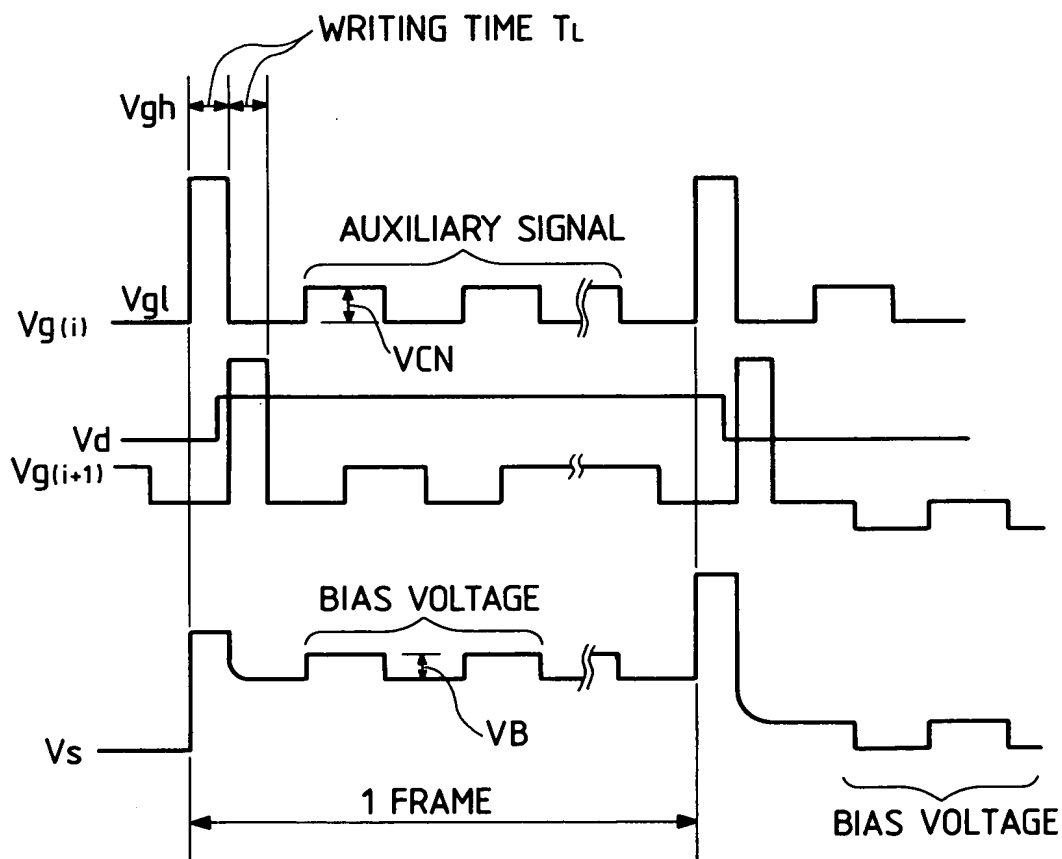 WRITING TIME TL
Vgh
AUXILIARY SIGNAL
Vgl
Vg(i)
VCN
Vd
Vg(i+1)
BIAS VOLTAGE
VB
Vs
1 FRAME
BIAS VOLTAGE